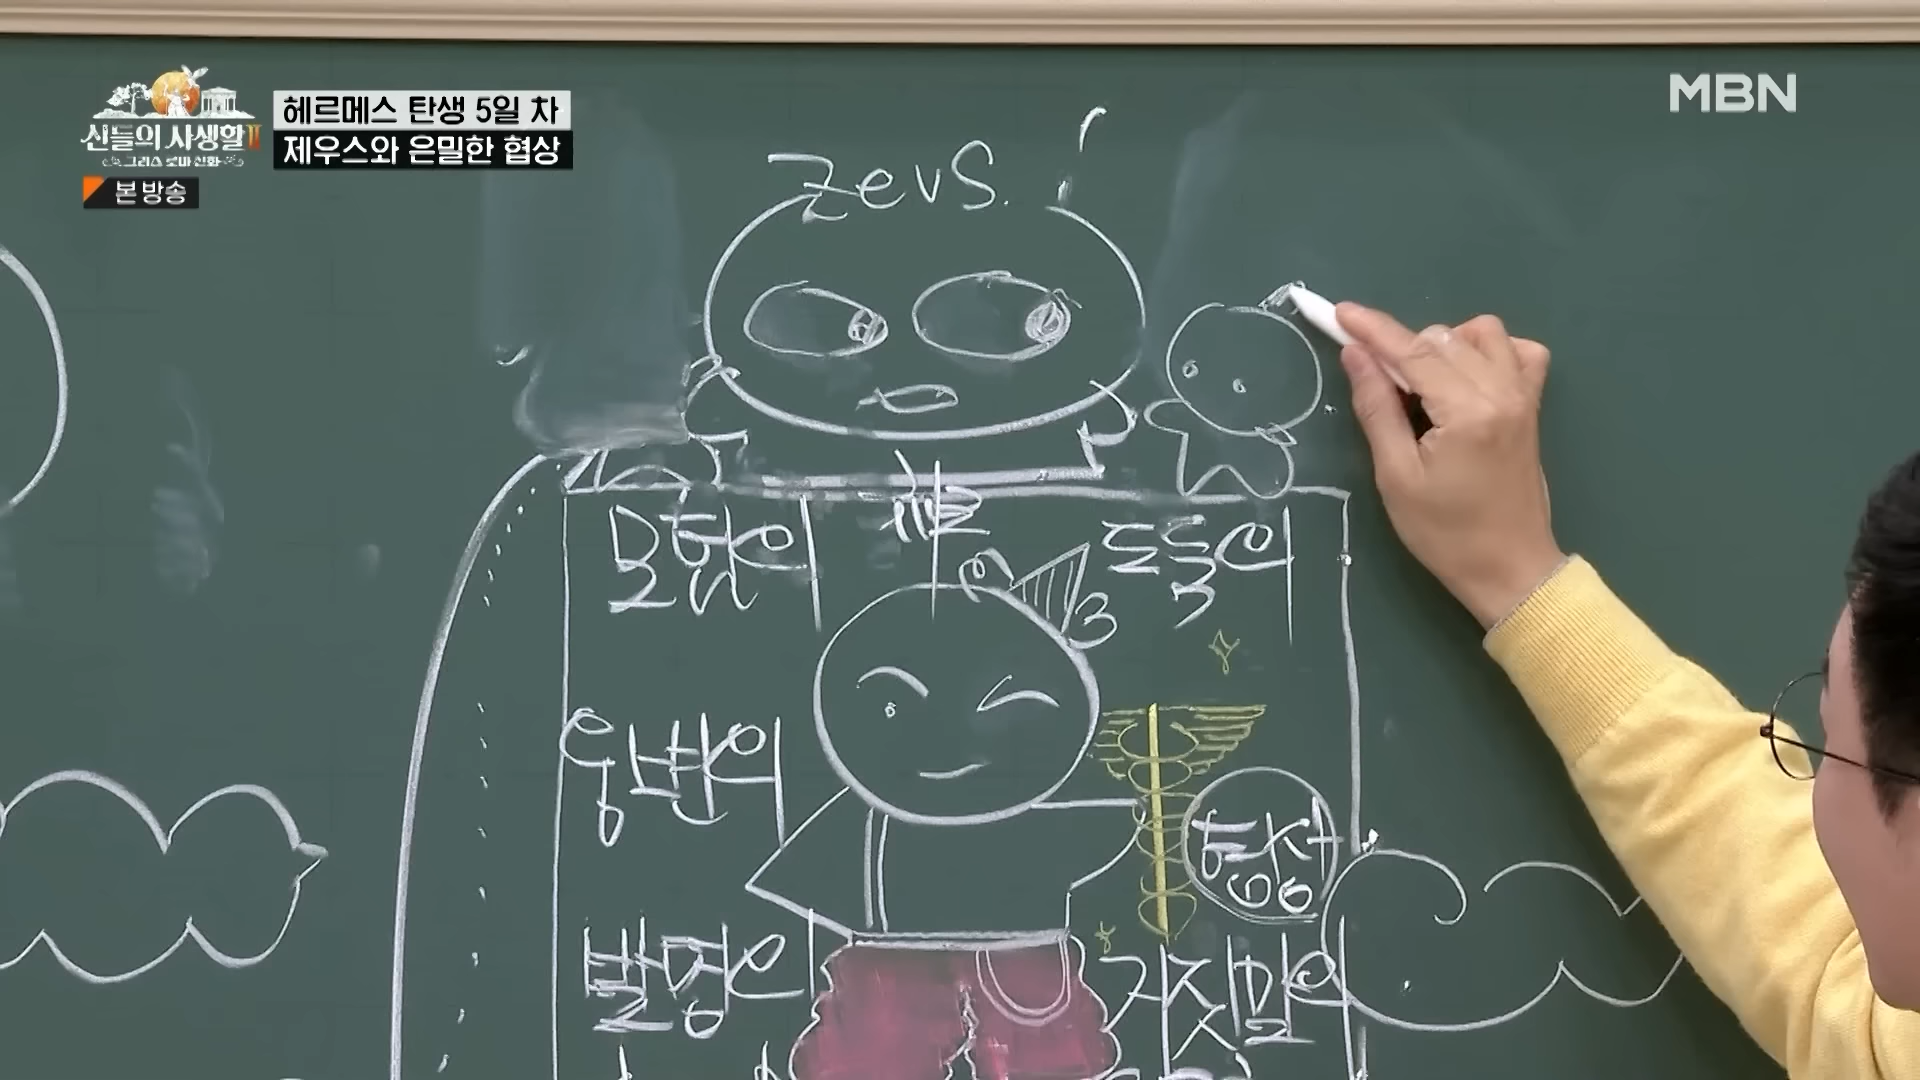 신들의 사생활 II
그리스 로마 신화
헤르메스 탄생 5일 차
제우스와 은밀한 협상
본 방송
MBN
ZevS.
모험의
도둑의
웅변의
통상
발명의
거짓말의